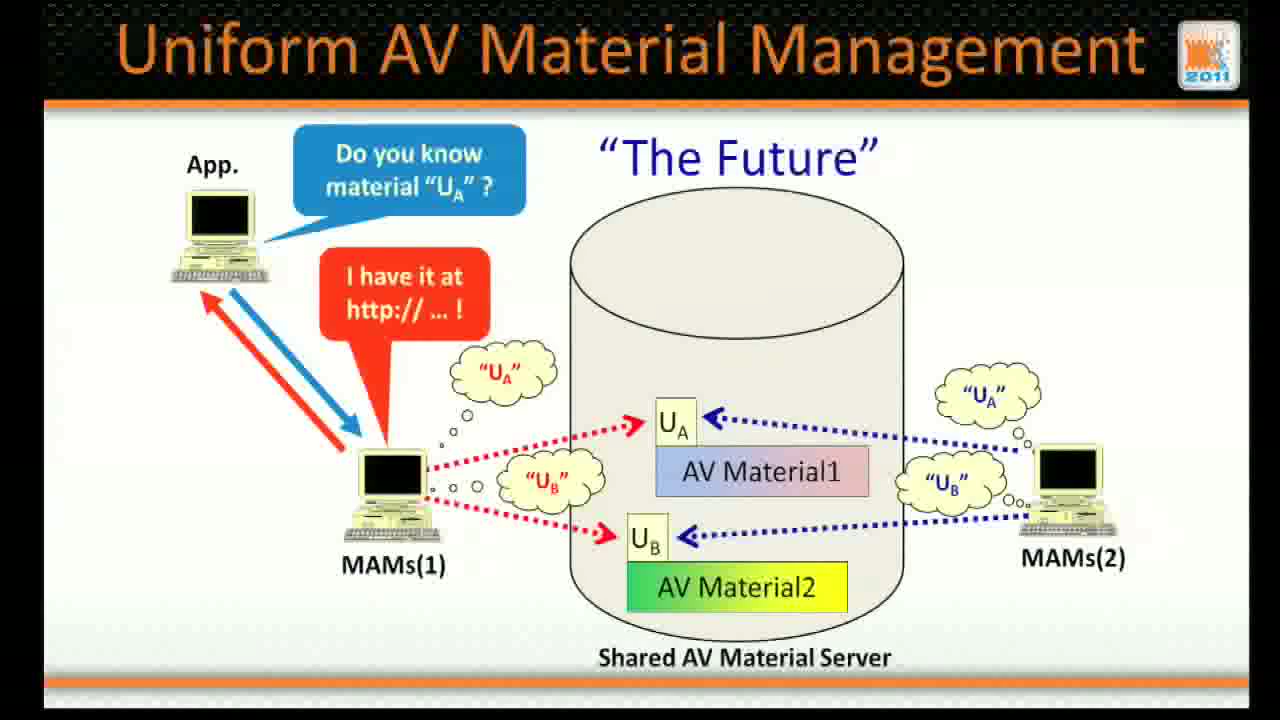 Uniform AV Material Management
2011
App.
Do you know
material “UA” ?
“The Future”
I have it at
http:// ... !
“UA”
“UB”
UA
AV Material1
UB
AV Material2
“UA”
“UB”
MAMs(1)
MAMs(2)
Shared AV Material Server